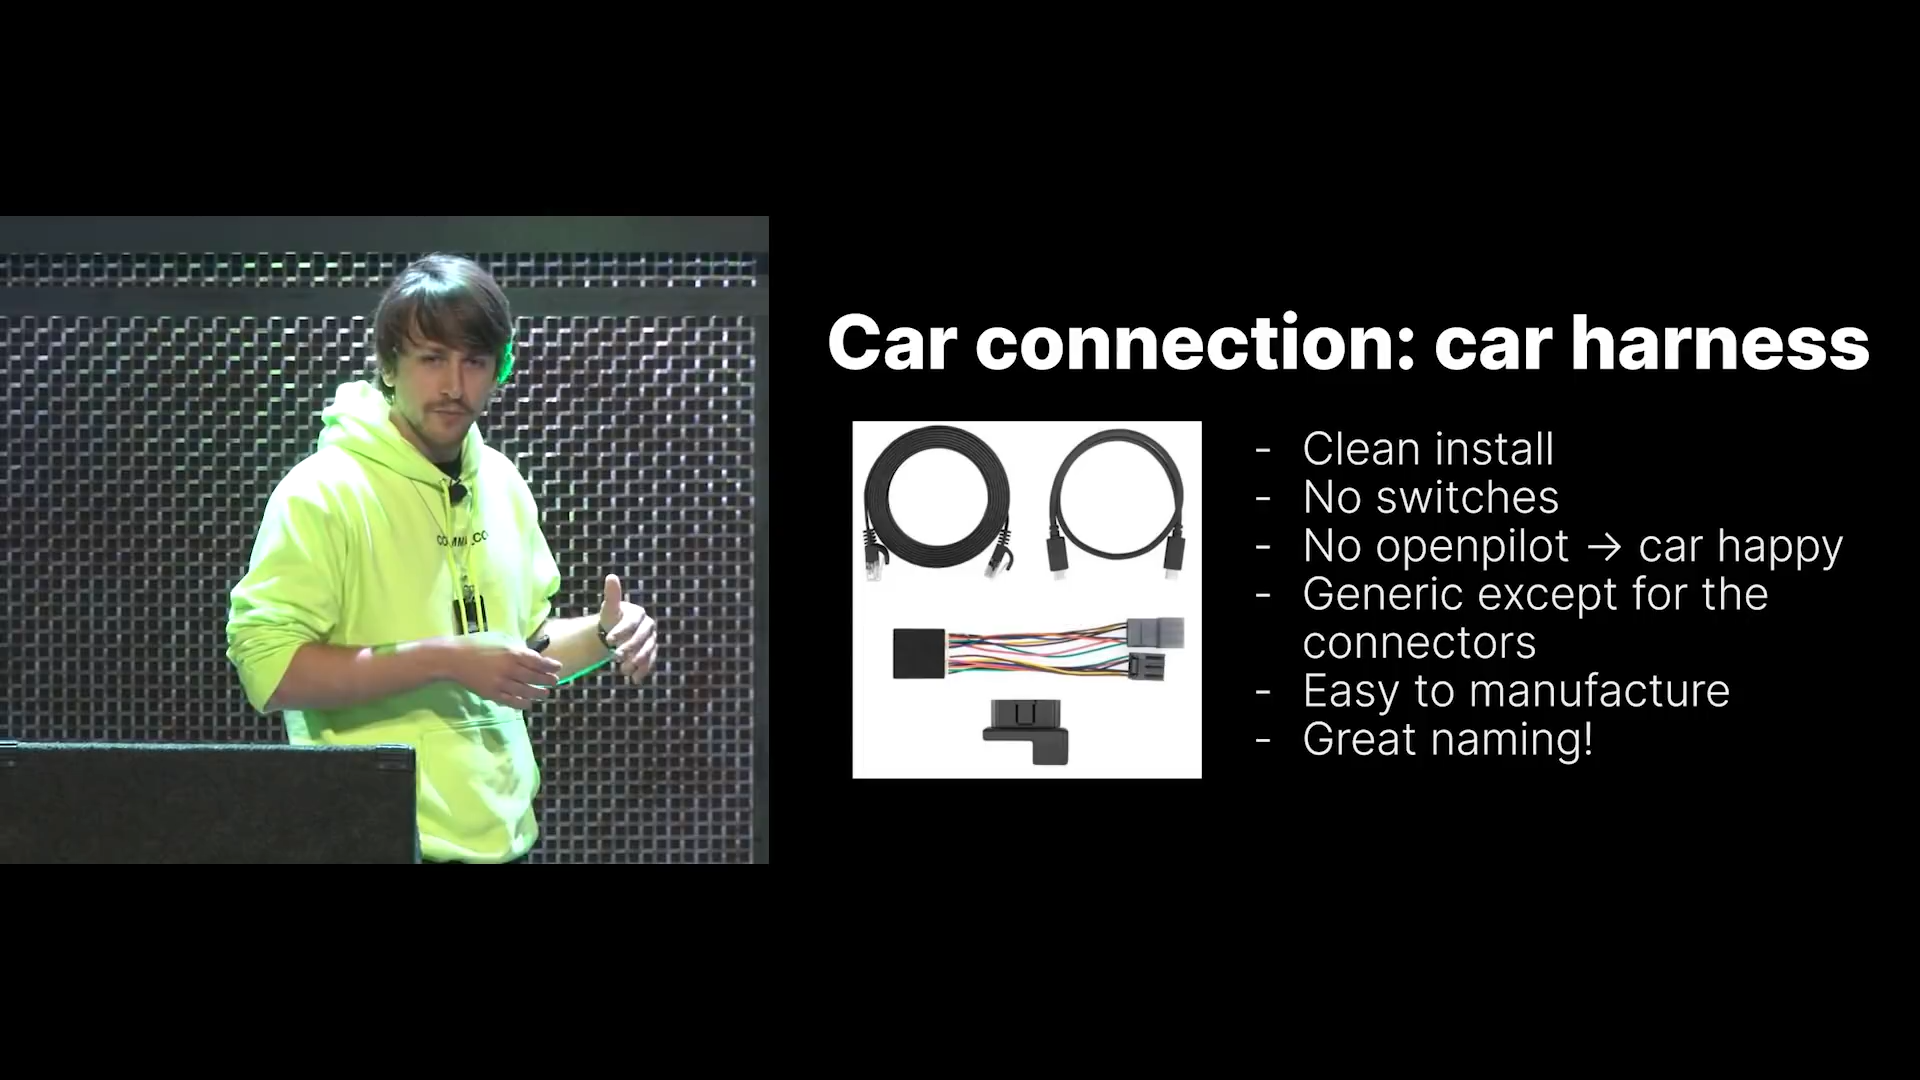 Car connection: car harness
- Clean install
- No switches
- No openpilot → car happy
- Generic except for the
connectors
- Easy to manufacture
- Great naming!